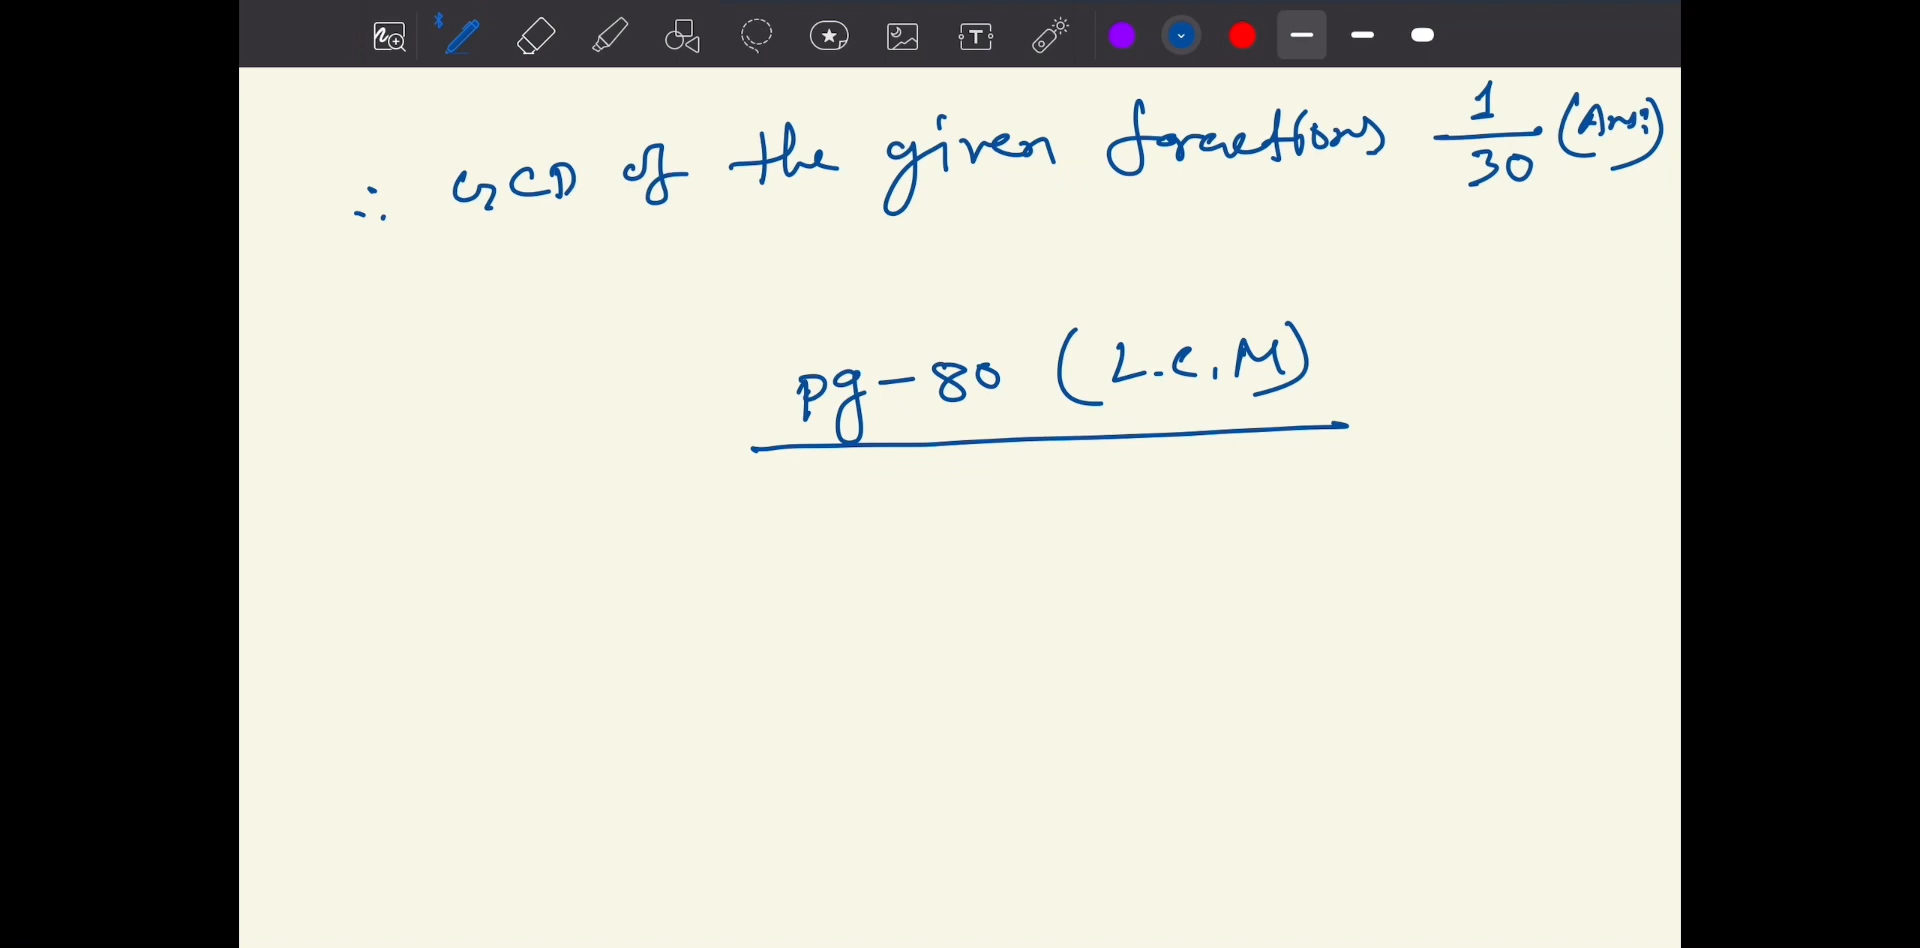 ∴ GCD of the given fractions 1/30 (Ans:)
pg-80 (L.C.M)